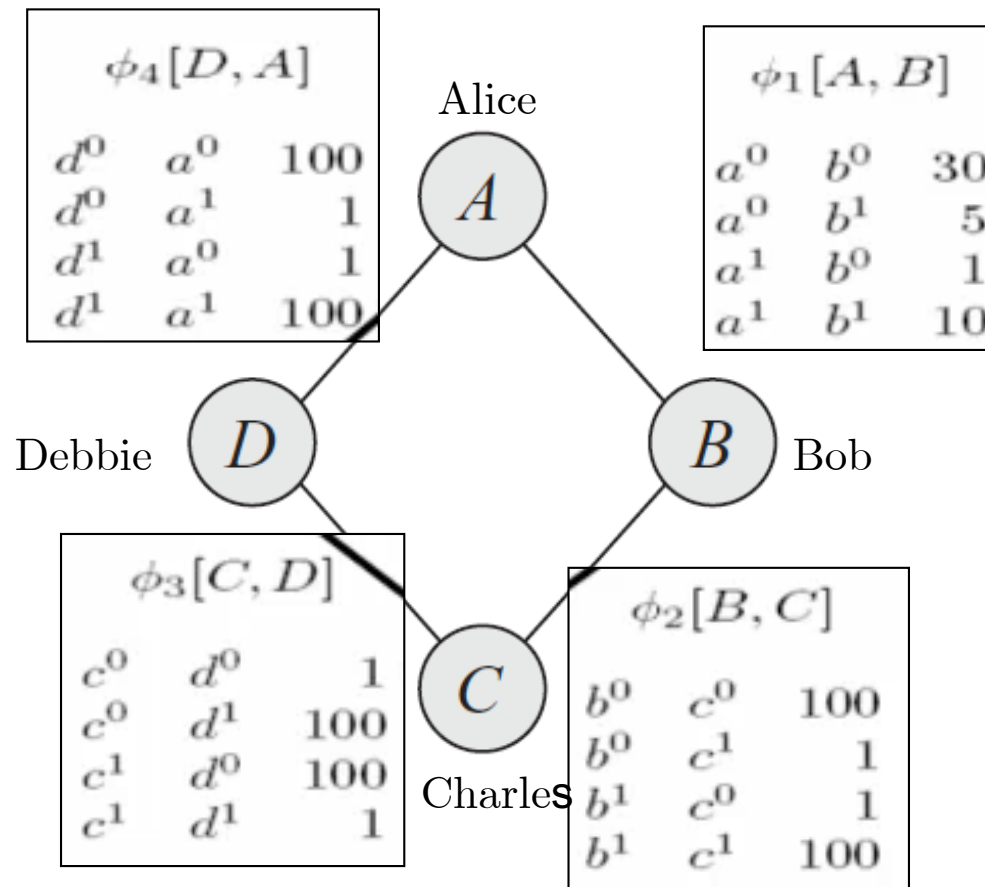 ϕ₄[D, A]
d⁰ a⁰ 100
d⁰ a¹ 1
d¹ a⁰ 1
d¹ a¹ 100
Alice
A
ϕ₁[A, B]
a⁰ b⁰ 30
a⁰ b¹ 5
a¹ b⁰ 1
a¹ b¹ 10
Debbie
D
B
Bob
ϕ₃[C, D]
c⁰ d⁰ 1
c⁰ d¹ 100
c¹ d⁰ 100
c¹ d¹ 1
C
Charles
ϕ₂[B, C]
b⁰ c⁰ 100
b⁰ c¹ 1
b¹ c⁰ 1
b¹ c¹ 100